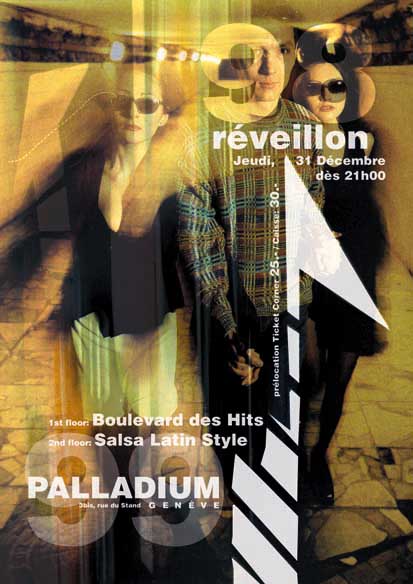 98
réveillon
Jeudi, 31 Décembre
dès 21h00
prélocation Ticket Corner 25.- / Caisse: 30.-
1st floor: Boulevard des Hits
2nd floor: Salsa Latin Style
99
PALLADIUM
3bis, rue du Stand GENÈVE